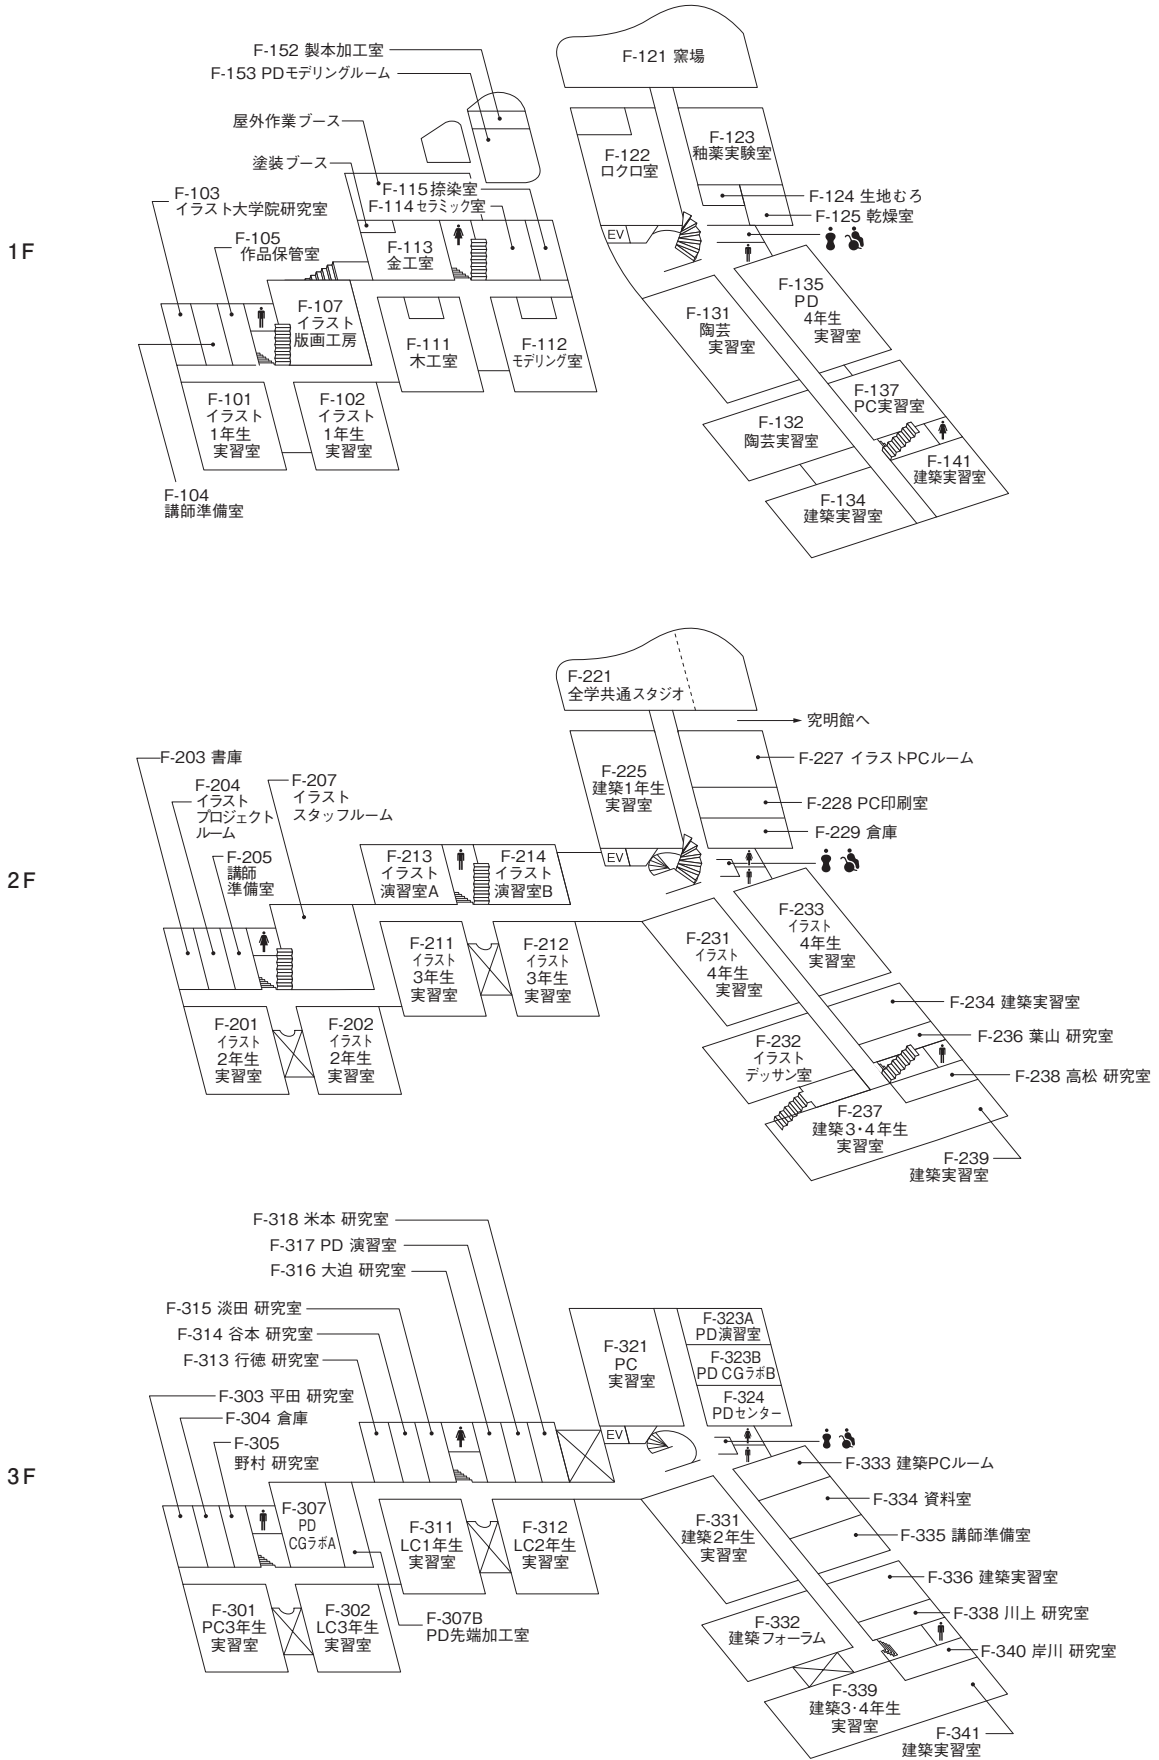 1F
F-121 窯場
F-152 製本加工室
F-153 PDモデリングルーム
屋外作業ブース
塗装ブース
F-103
イラスト大学院研究室
F-105
作品保管室
F-115 捺染室
F-114 セラミック室
F-113
金工室
F-107
イラスト
版画工房
F-111
木工室
F-112
モデリング室
F-101
イラスト
1年生
実習室
F-102
イラスト
1年生
実習室
F-104
講師準備室
F-122
ロクロ室
F-123
釉薬実験室
F-124 生地むろ
F-125 乾燥室
EV
F-135
PD
4年生
実習室
F-131
陶芸
実習室
F-137
PC実習室
F-132
陶芸実習室
F-141
建築実習室
F-134
建築実習室
2F
F-221
全学共通スタジオ
究明館へ
F-203 書庫
F-204
イラスト
プロジェクト
ルーム
F-207
イラスト
スタッフルーム
F-205
講師
準備室
F-213
イラスト
演習室A
F-214
イラスト
演習室B
F-211
イラスト
3年生
実習室
F-212
イラスト
3年生
実習室
F-201
イラスト
2年生
実習室
F-202
イラスト
2年生
実習室
F-225
建築1年生
実習室
F-227 イラストPCルーム
F-228 PC印刷室
F-229 倉庫
EV
F-233
イラスト
4年生
実習室
F-231
イラスト
4年生
実習室
F-234 建築実習室
F-236 葉山 研究室
F-232
イラスト
デッサン室
F-238 高松 研究室
F-237
建築3・4年生
実習室
F-239
建築実習室
3F
F-318 米本 研究室
F-317 PD 演習室
F-316 大迫 研究室
F-315 淡田 研究室
F-314 谷本 研究室
F-313 行徳 研究室
F-303 平田 研究室
F-304 倉庫
F-305
野村 研究室
F-307
PD
CGラボA
F-311
LC1年生
実習室
F-312
LC2年生
実習室
F-301
PC3年生
実習室
F-302
LC3年生
実習室
F-307B
PD先端加工室
F-321
PC
実習室
F-323A
PD演習室
F-323B
PD CGラボB
F-324
PDセンター
EV
F-333 建築PCルーム
F-334 資料室
F-335 講師準備室
F-331
建築2年生
実習室
F-336 建築実習室
F-338 川上 研究室
F-332
建築フォーラム
F-340 岸川 研究室
F-339
建築3・4年生
実習室
F-341
建築実習室